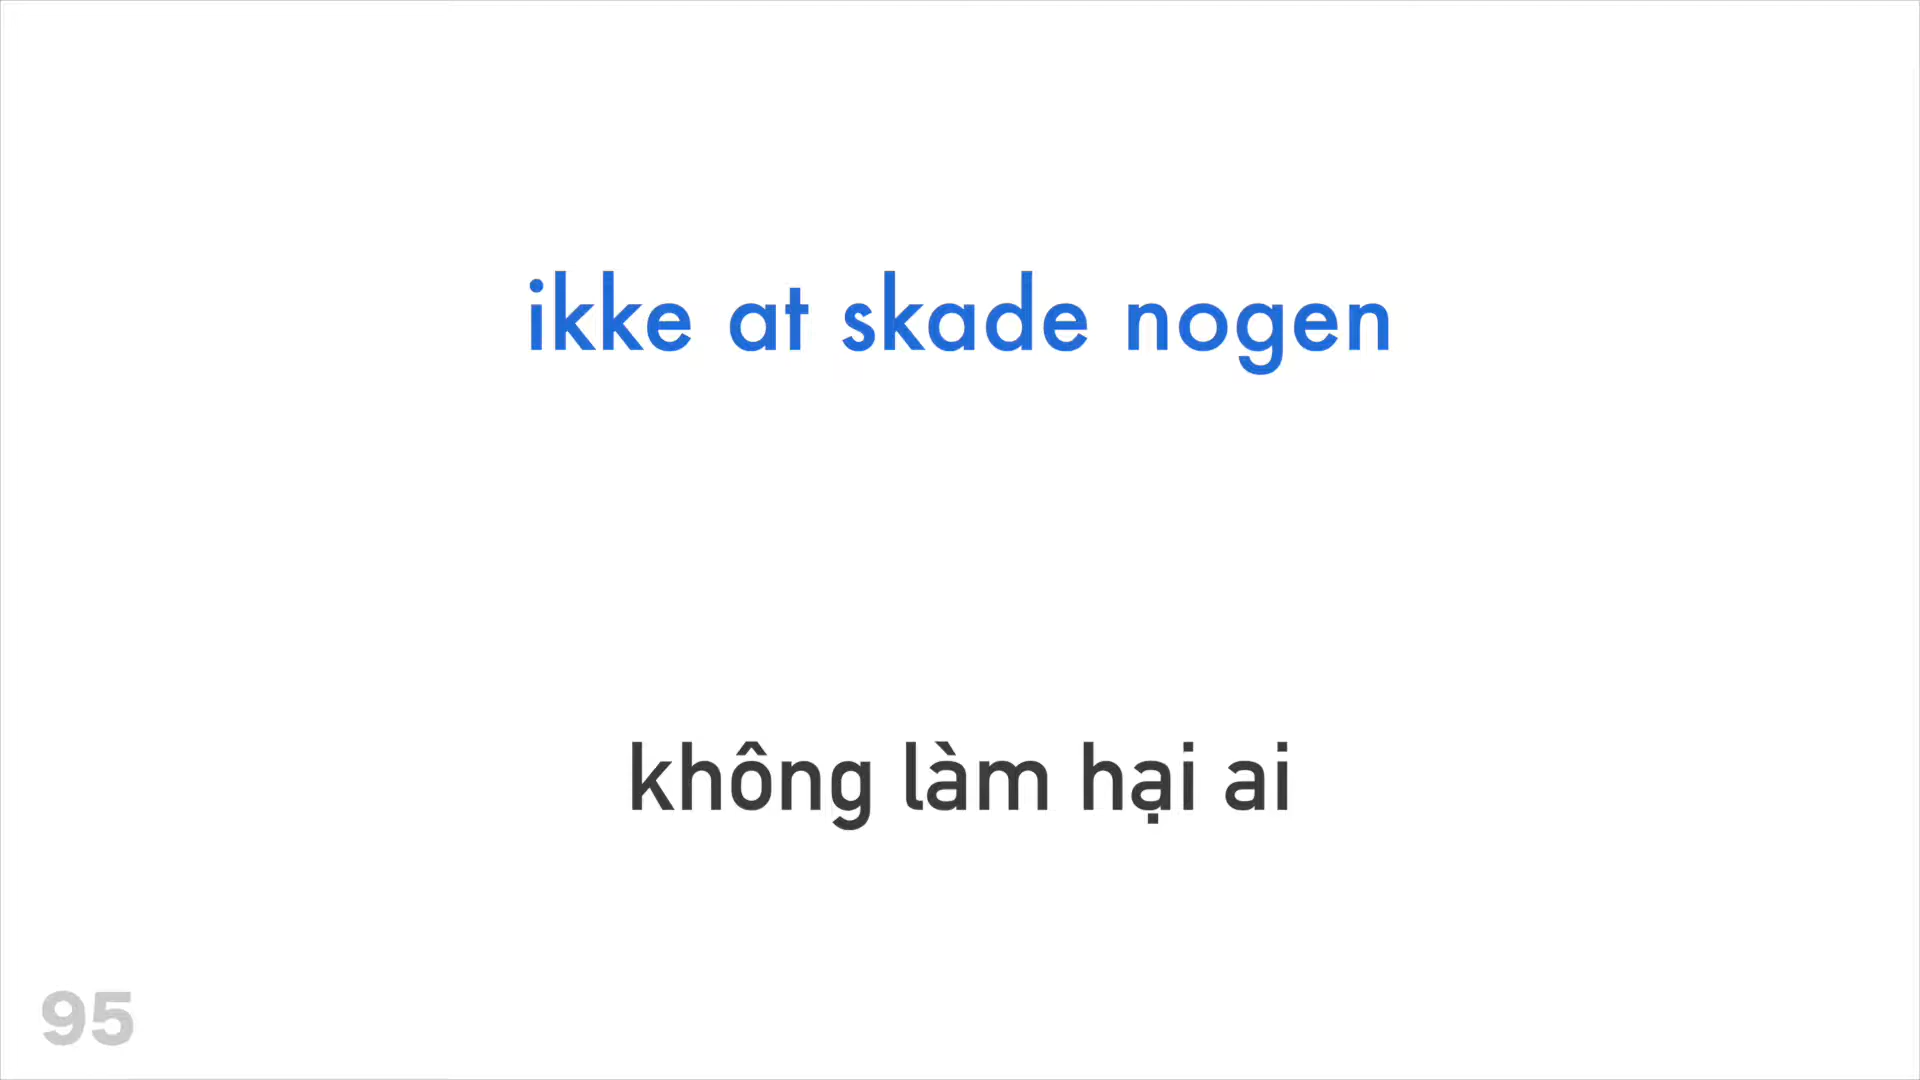 ikke at skade nogen
không làm hại ai
95